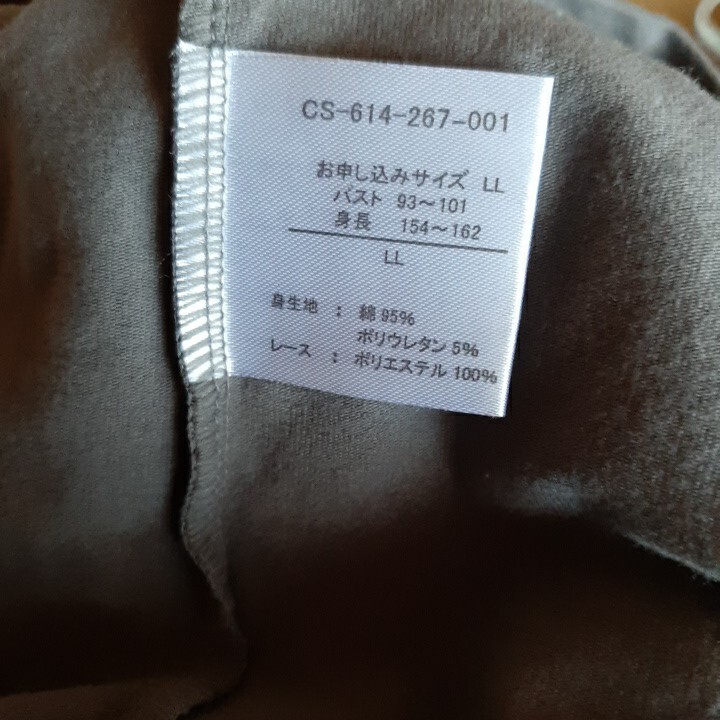 CS-614-267-001
お申し込みサイズ LL
バスト 93～101
身長 154～162
LL
身生地 : 綿 95%
ポリウレタン 5%
レース : ポリエステル 100%